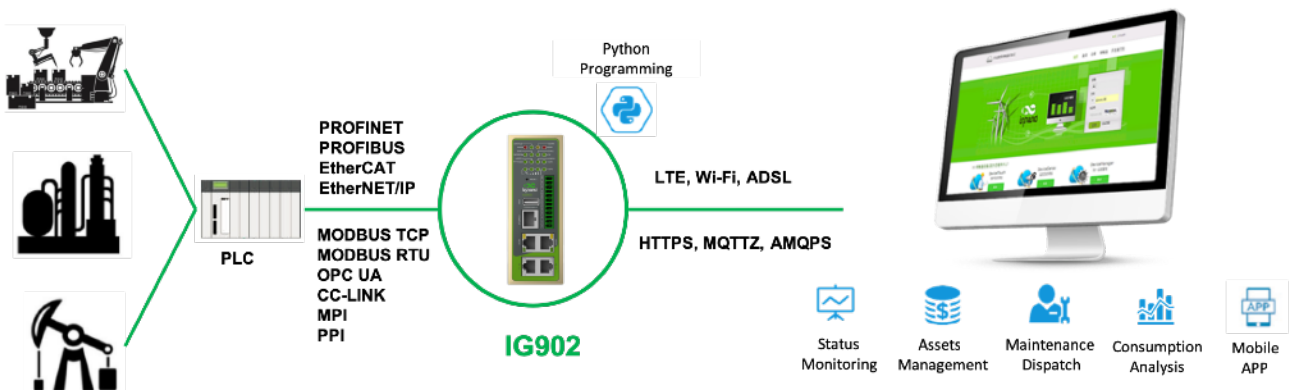 Python
Programming
PROFINET
PROFIBUS
EtherCAT
EtherNET/IP
LTE, Wi-Fi, ADSL
HTTPS, MQTTZ, AMQPS
PLC
MODBUS TCP
MODBUS RTU
OPC UA
CC-LINK
MPI
PPI
IG902
APP
Status
Monitoring
Assets
Management
Maintenance
Dispatch
Consumption
Analysis
Mobile
APP